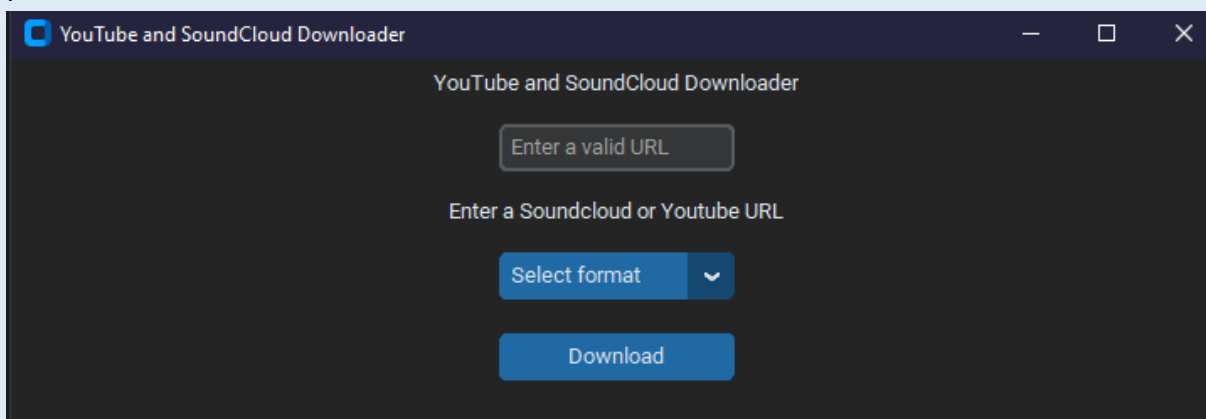 YouTube and SoundCloud Downloader
YouTube and SoundCloud Downloader
Enter a valid URL
Enter a Soundcloud or Youtube URL
Select format
Download